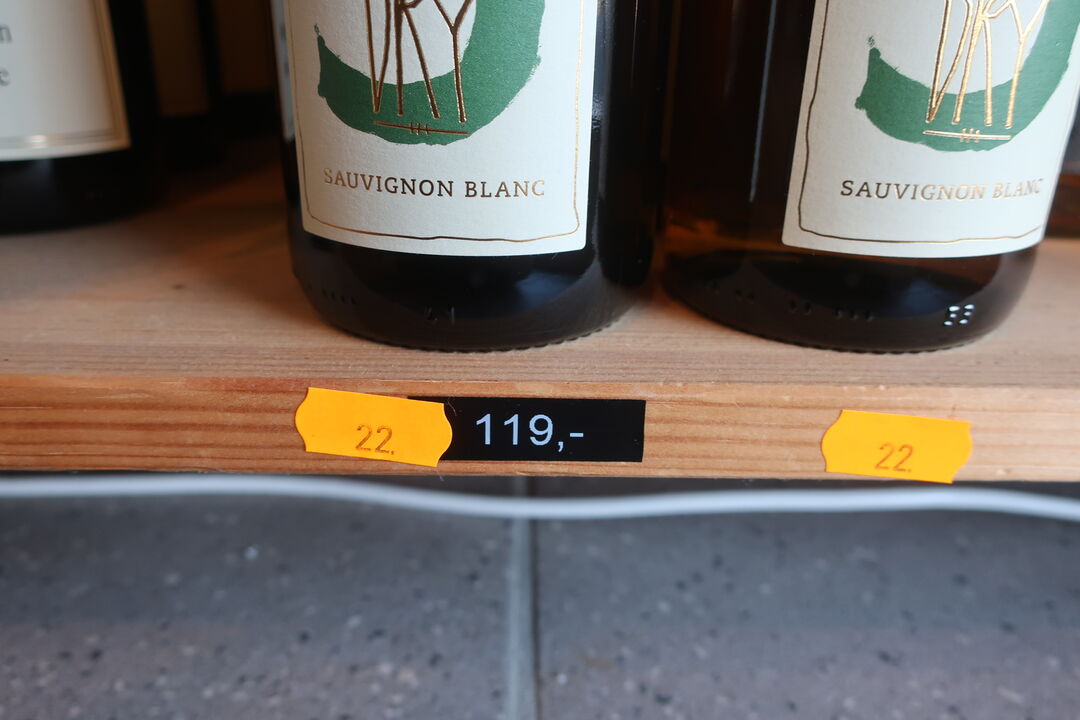 DRY
SAUVIGNON BLANC
DRY
SAUVIGNON BLANC
22.
119,-
22.